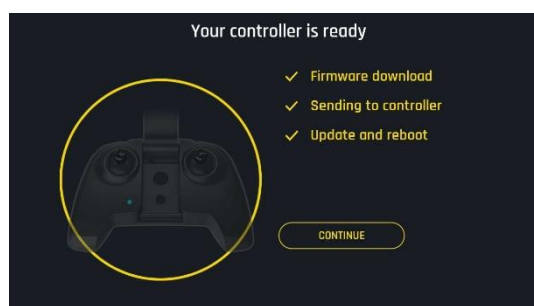 Your controller is ready
Firmware download
Sending to controller
Update and reboot
CONTINUE